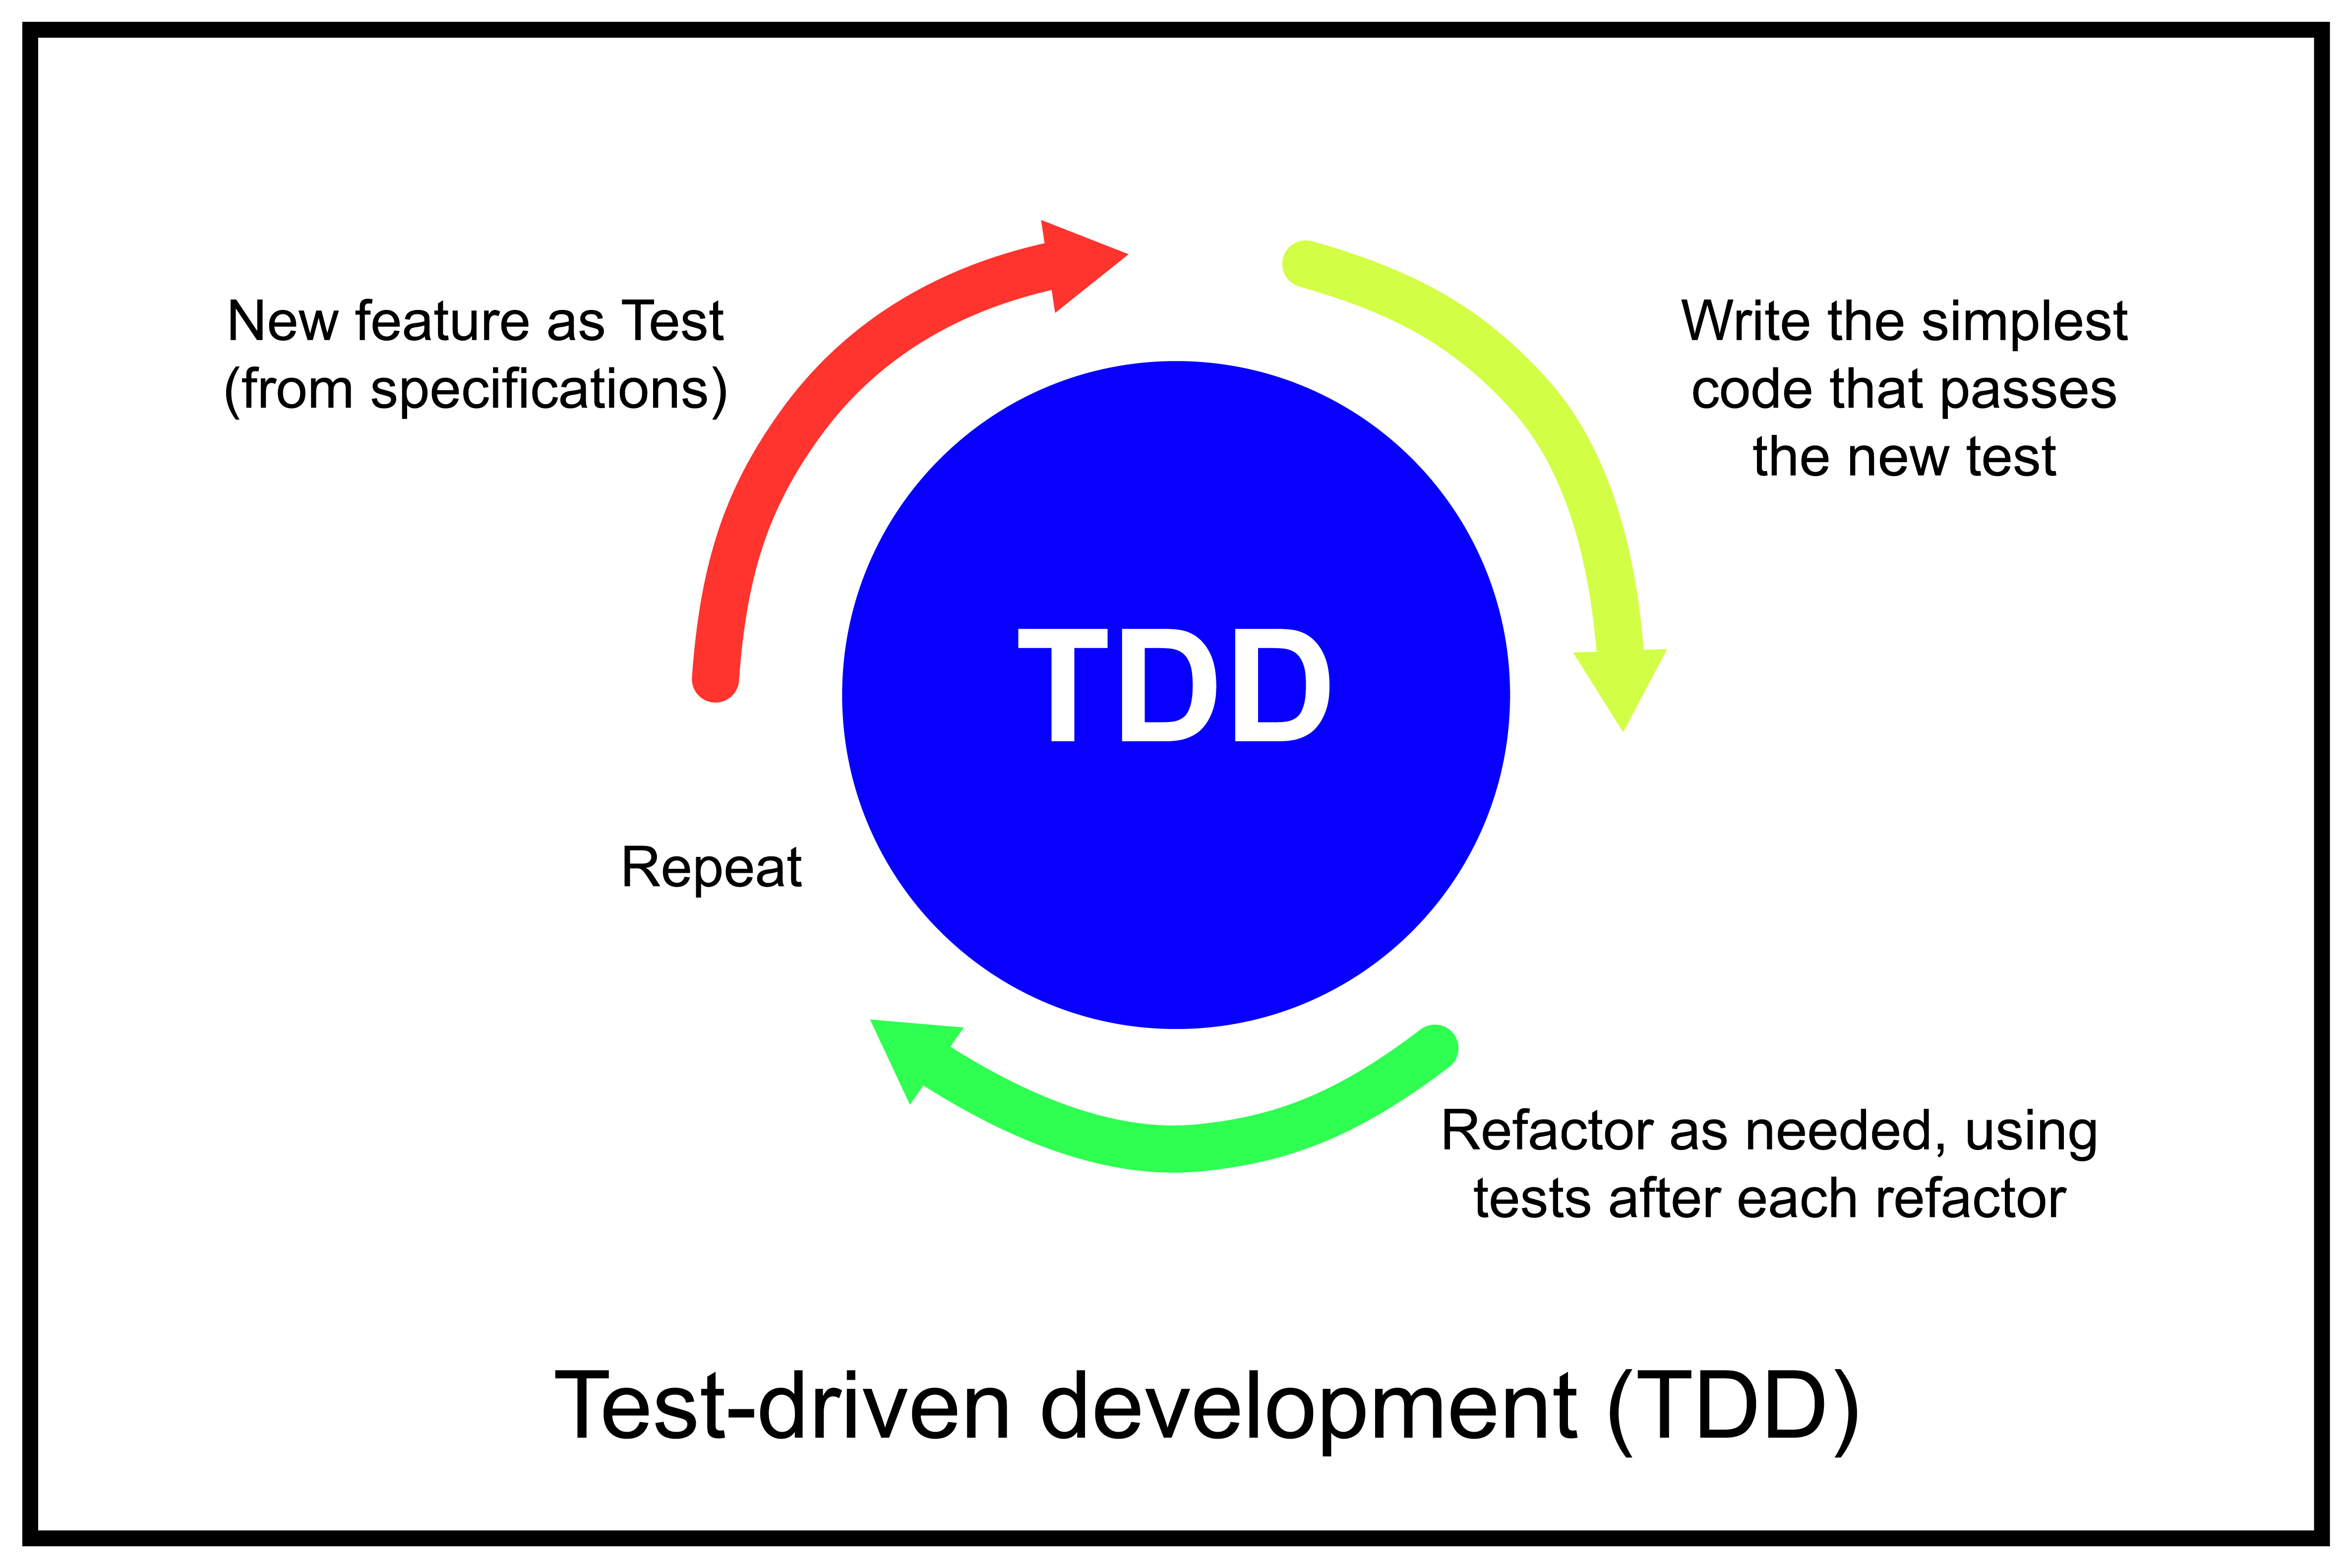 New feature as Test
(from specifications)
Write the simplest
code that passes
the new test
TDD
Repeat
Refactor as needed, using
tests after each refactor
Test-driven development (TDD)